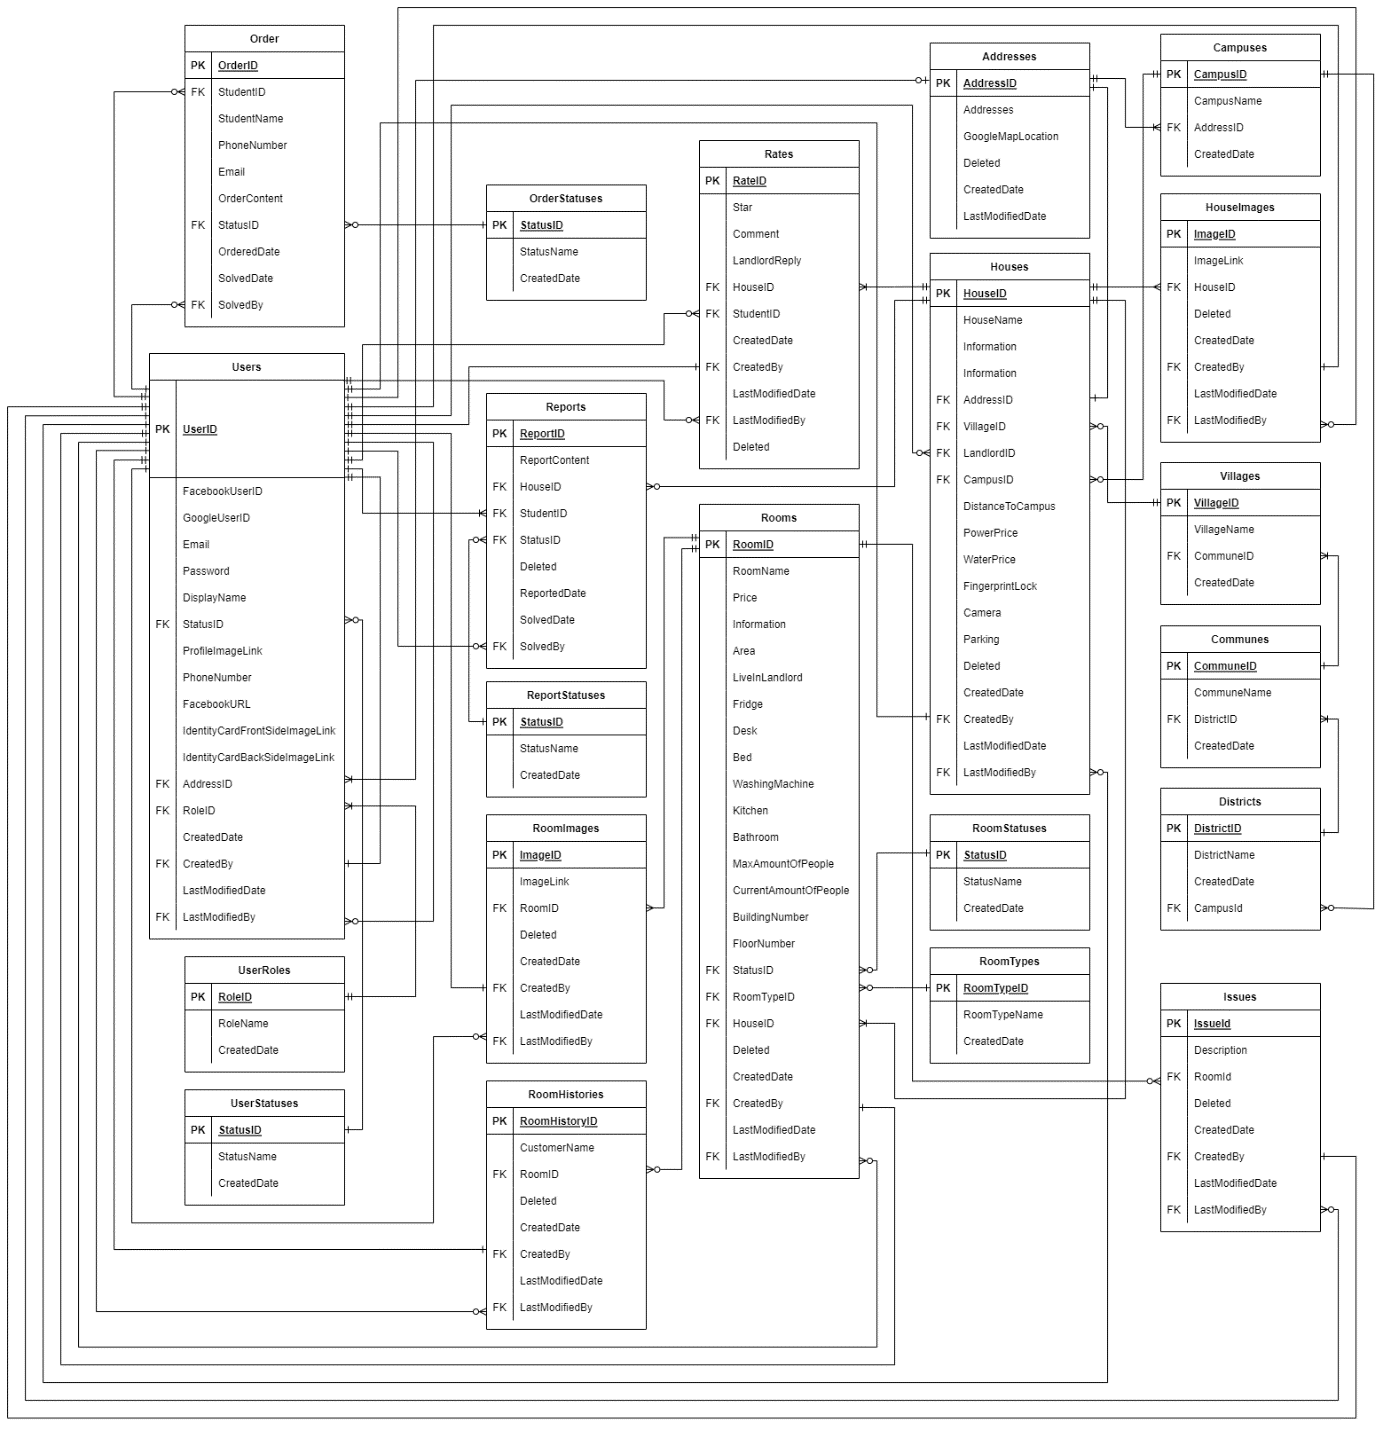 Order
PK OrderID
FK StudentID
StudentName
PhoneNumber
Email
OrderContent
FK StatusID
OrderedDate
SolvedDate
FK SolvedBy
OrderStatuses
PK StatusID
StatusName
CreatedDate
Rates
PK RateID
Star
Comment
LandlordReply
FK HouseID
FK StudentID
CreatedDate
FK CreatedBy
LastModifiedDate
FK LastModifiedBy
Deleted
Addresses
PK AddressID
Addresses
GoogleMapLocation
Deleted
CreatedDate
LastModifiedDate
Campuses
PK CampusID
CampusName
FK AddressID
CreatedDate
HouseImages
PK ImageID
ImageLink
FK HouseID
Deleted
CreatedDate
FK CreatedBy
LastModifiedDate
FK LastModifiedBy
Houses
PK HouseID
HouseName
Information
Information
FK AddressID
FK VillageID
FK LandlordID
FK CampusID
DistanceToCampus
PowerPrice
WaterPrice
FingerprintLock
Camera
Parking
Deleted
CreatedDate
FK CreatedBy
LastModifiedDate
FK LastModifiedBy
Users
PK UserID
FacebookUserID
GoogleUserID
Email
Password
DisplayName
FK StatusID
ProfileImageLink
PhoneNumber
FacebookURL
IdentityCardFrontSideImageLink
IdentityCardBackSideImageLink
FK AddressID
FK RoleID
CreatedDate
FK CreatedBy
LastModifiedDate
FK LastModifiedBy
Reports
PK ReportID
ReportContent
FK HouseID
FK StudentID
FK StatusID
Deleted
ReportedDate
SolvedDate
FK SolvedBy
ReportStatuses
PK StatusID
StatusName
CreatedDate
Rooms
PK RoomID
RoomName
Price
Information
Area
LiveInLandlord
Fridge
Desk
Bed
WashingMachine
Kitchen
Bathroom
MaxAmountOfPeople
CurrentAmountOfPeople
BuildingNumber
FloorNumber
FK StatusID
FK RoomTypeID
FK HouseID
Deleted
CreatedDate
FK CreatedBy
LastModifiedDate
FK LastModifiedBy
Villages
PK VillageID
VillageName
FK CommuneID
CreatedDate
Communes
PK CommuneID
CommuneName
FK DistrictID
CreatedDate
Districts
PK DistrictID
DistrictName
CreatedDate
FK CampusId
RoomImages
PK ImageID
ImageLink
FK RoomID
Deleted
CreatedDate
FK CreatedBy
LastModifiedDate
FK LastModifiedBy
RoomStatuses
PK StatusID
StatusName
CreatedDate
RoomTypes
PK RoomTypeID
RoomTypeName
CreatedDate
UserRoles
PK RoleID
RoleName
CreatedDate
UserStatuses
PK StatusID
StatusName
CreatedDate
RoomHistories
PK RoomHistoryID
CustomerName
FK RoomID
Deleted
CreatedDate
FK CreatedBy
LastModifiedDate
FK LastModifiedBy
Issues
PK IssueId
Description
FK RoomId
Deleted
CreatedDate
FK CreatedBy
LastModifiedDate
FK LastModifiedBy